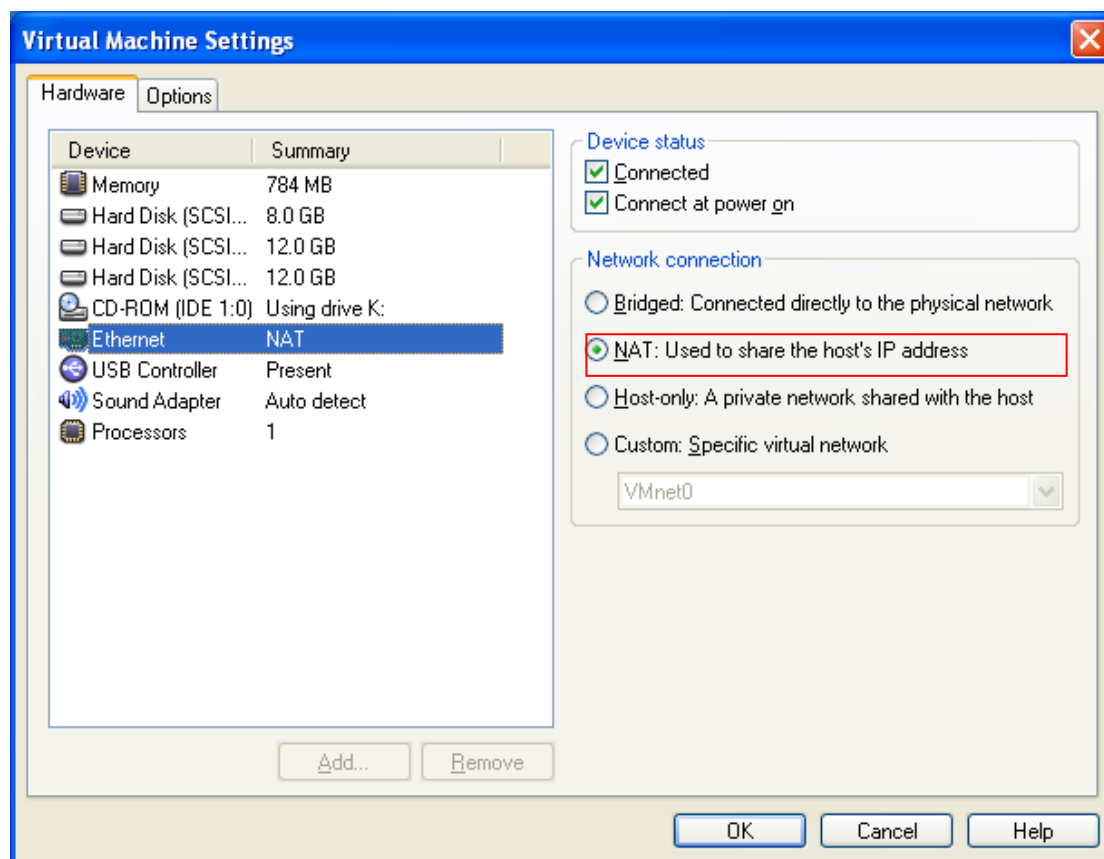 Virtual Machine Settings
Hardware Options
Device Summary
Memory 784 MB
Hard Disk (SCSI... 8.0 GB
Hard Disk (SCSI... 12.0 GB
Hard Disk (SCSI... 12.0 GB
CD-ROM (IDE 1:0) Using drive K:
Ethernet NAT
USB Controller Present
Sound Adapter Auto detect
Processors 1
Add... Remove
Device status
Connected
Connect at power on
Network connection
Bridged: Connected directly to the physical network
NAT: Used to share the host's IP address
Host-only: A private network shared with the host
Custom: Specific virtual network
VMnet0
OK Cancel Help